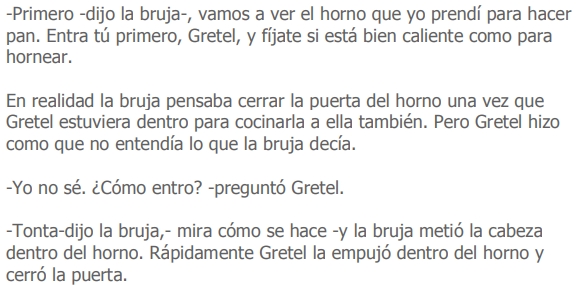 -Primero -dijo la bruja-, vamos a ver el horno que yo prendí para hacer
pan. Entra tú primero, Gretel, y fíjate si está bien caliente como para
hornear.
En realidad la bruja pensaba cerrar la puerta del horno una vez que
Gretel estuviera dentro para cocinarla a ella también. Pero Gretel hizo
como que no entendía lo que la bruja decía.
-Yo no sé. ¿Cómo entro? -preguntó Gretel.
-Tonta-dijo la bruja,- mira cómo se hace -y la bruja metió la cabeza
dentro del horno. Rápidamente Gretel la empujó dentro del horno y
cerró la puerta.